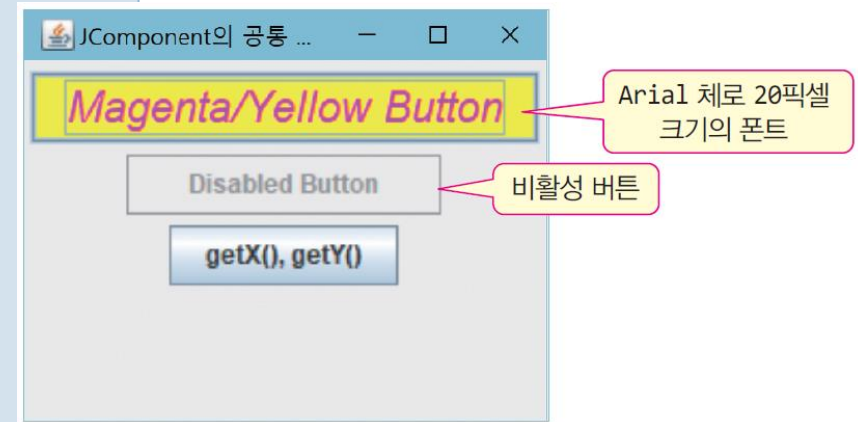 JComponent의 공통 ...
Magenta/Yellow Button
Arial 체로 20픽셀
크기의 폰트
Disabled Button
비활성 버튼
getX(), getY()